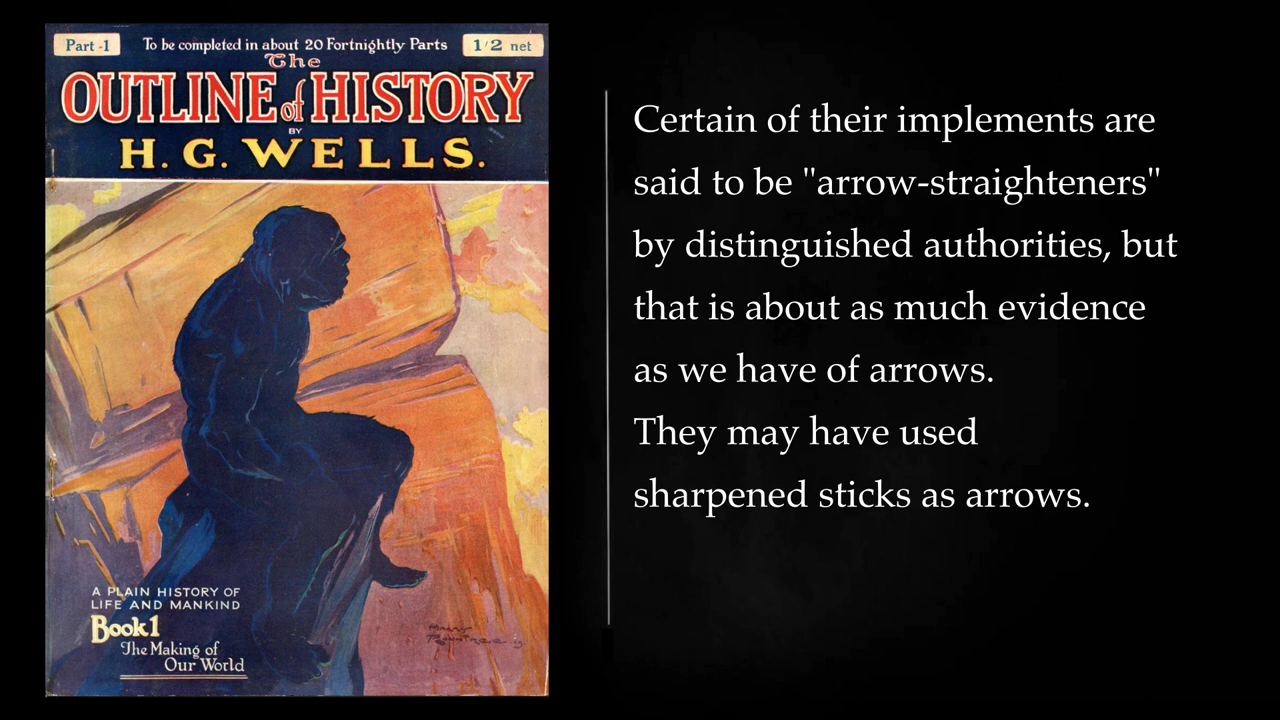 Part -1
To be completed in about 20 Fortnightly Parts
1/2 net
The
OUTLINE of HISTORY
BY
H. G. WELLS.
A PLAIN HISTORY OF
LIFE AND MANKIND
Book 1
The Making of
Our World
Certain of their implements are
said to be "arrow-straighteners"
by distinguished authorities, but
that is about as much evidence
as we have of arrows.
They may have used
sharpened sticks as arrows.